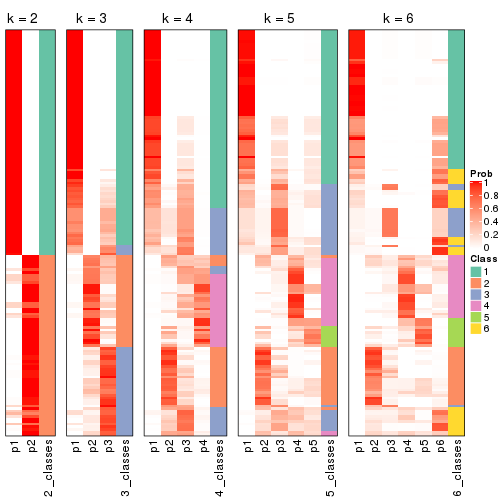 k = 2
k = 3
k = 4
k = 5
k = 6
p1
p2
2_classes
p1
p2
p3
3_classes
p1
p2
p3
p4
4_classes
p1
p2
p3
p4
p5
5_classes
p1
p2
p3
p4
p5
p6
6_classes
Prob
1
0.8
0.6
0.4
0.2
0
Class
1
2
3
4
5
6